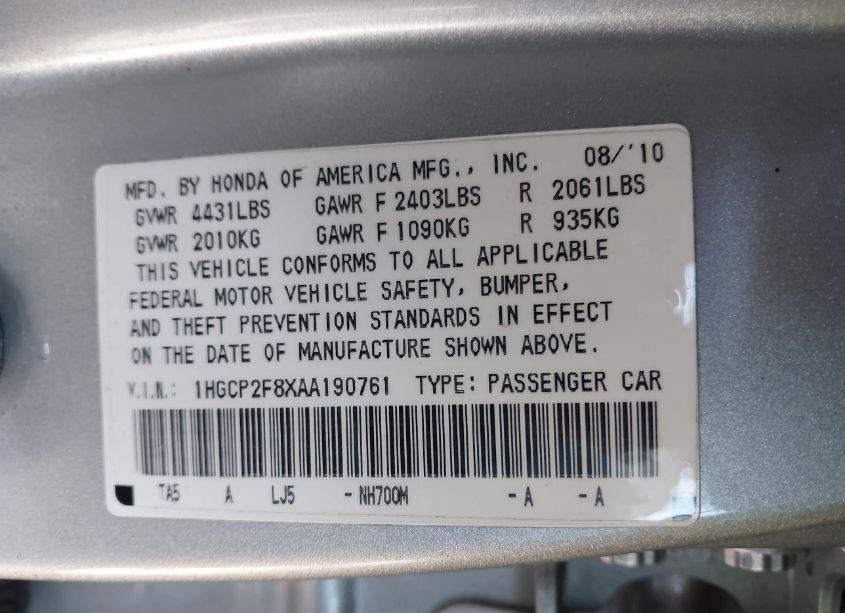 MFD. BY HONDA OF AMERICA MFG., INC. 08/'10
GVWR 4431LBS GAWR F 2403LBS R 2061LBS
GVWR 2010KG GAWR F 1090KG R 935KG
THIS VEHICLE CONFORMS TO ALL APPLICABLE
FEDERAL MOTOR VEHICLE SAFETY, BUMPER,
AND THEFT PREVENTION STANDARDS IN EFFECT
ON THE DATE OF MANUFACTURE SHOWN ABOVE.
V.I.N.: 1HGCP2F8XAA190761 TYPE: PASSENGER CAR
TA5 A LJ5 -NH700M -A -A